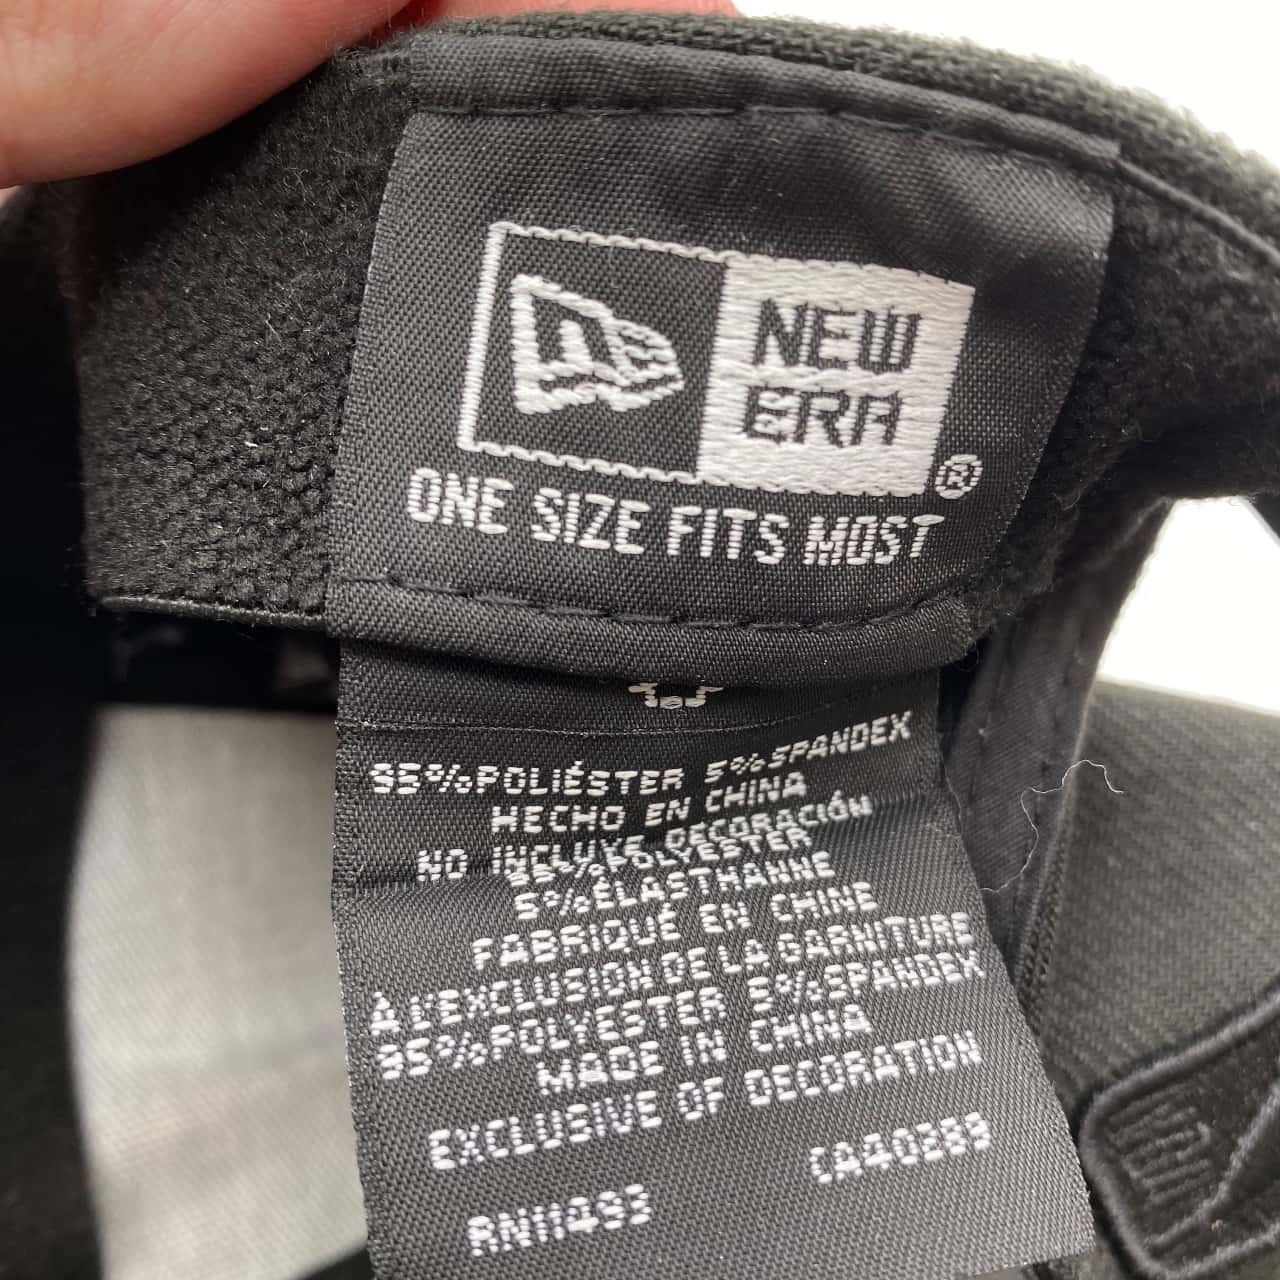 NEW
ERA
®
ONE SIZE FITS MOST
95%POLIÉSTER 5%SPANDEX
HECHO EN CHINA
NO INCLUYE DECORACIÓN
95%POLYESTER
5%ÉLASTHANNE
FABRIQUÉ EN CHINE
À L'EXCLUSION DE LA GARNITURE
95%POLYESTER 5%SPANDEX
MADE IN CHINA
EXCLUSIVE OF DECORATION
CA40389
RN11493